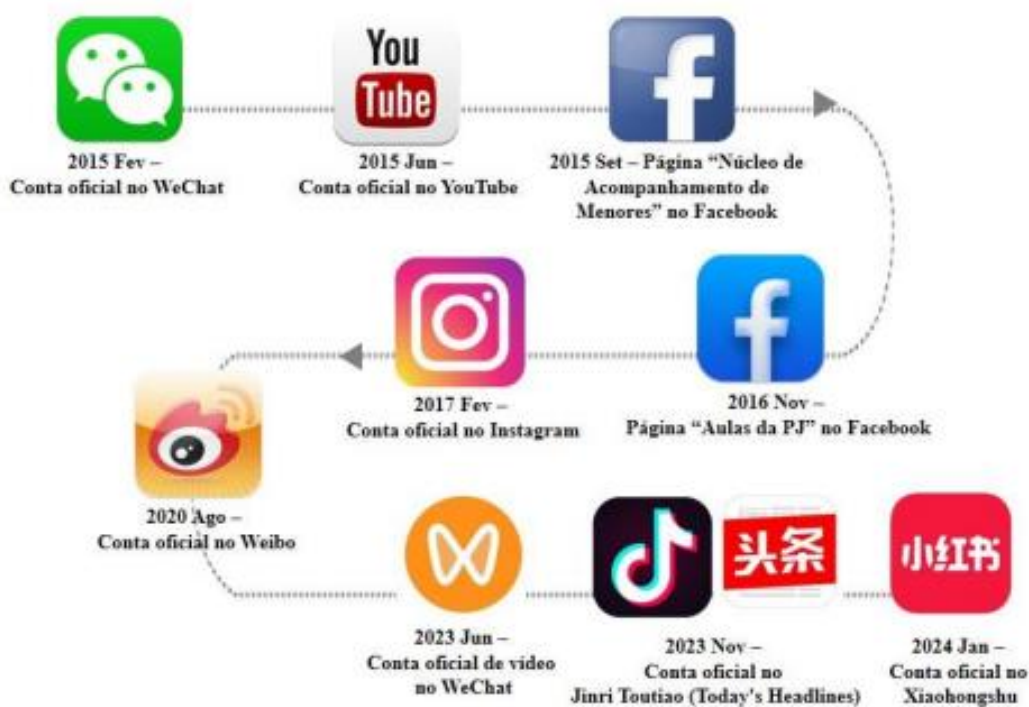 You
Tube
2015 Fev –
Conta oficial no WeChat
2015 Jun –
Conta oficial no YouTube
2015 Set – Página “Núcleo de
Acompanhamento de
Menores” no Facebook
2017 Fev –
Conta oficial no Instagram
2016 Nov –
Página “Aulas da PJ” no Facebook
2020 Ago –
Conta oficial no Weibo
头条
小红书
2023 Jun –
Conta oficial de vídeo
no WeChat
2023 Nov –
Conta oficial no
Jinri Toutiao (Today's Headlines)
2024 Jan –
Conta oficial no
Xiaohongshu